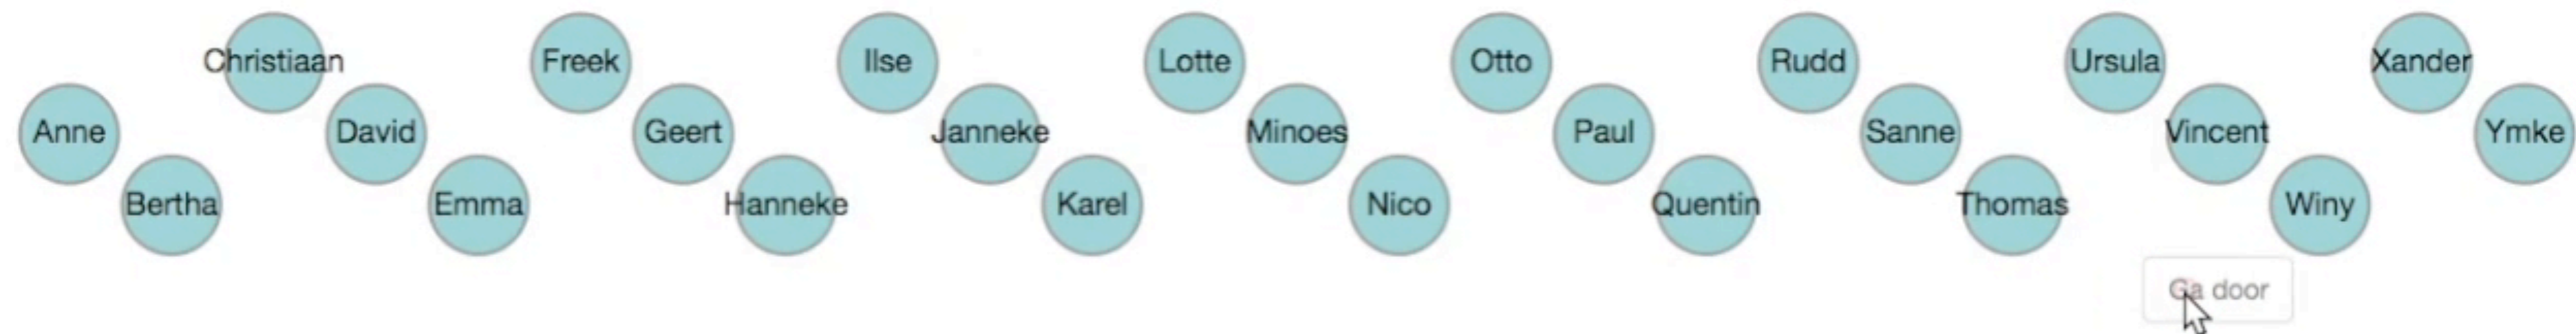 Christiaan Freek Ilse Lotte Otto Rudd Ursula Xander
Anne David Geert Janneke Minoes Paul Sanne Vincent Ymke
Bertha Emma Hanneke Karel Nico Quentin Thomas Winy
Ga door